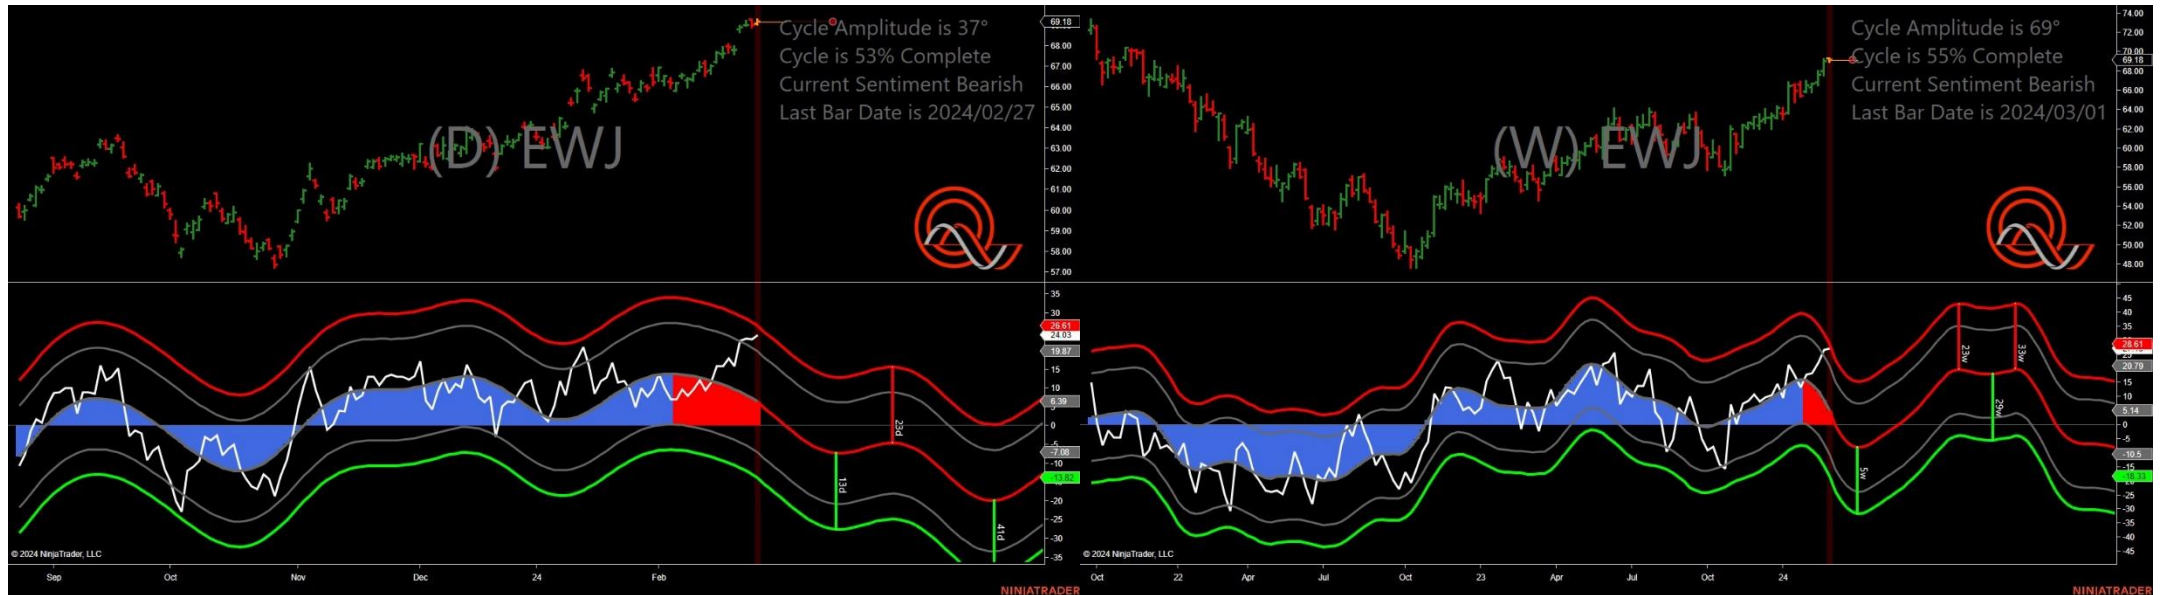 Cycle Amplitude is 37°
Cycle is 53% Complete
Current Sentiment Bearish
Last Bar Date is 2024/02/27
(D) EWJ
69.18
68.00
67.00
66.00
65.00
64.00
63.00
62.00
61.00
60.00
59.00
58.00
57.00
35
26.61
24.03
19.87
15
10
6.39
0
-5
-7.08
-10
-13.82
-20
-25
-30
-35
23d
13d
41d
© 2024 NinjaTrader, LLC
Sep
Oct
Nov
Dec
24
Feb
NINJATRADER
Cycle Amplitude is 69°
Cycle is 55% Complete
Current Sentiment Bearish
Last Bar Date is 2024/03/01
(W) EWJ
74.00
72.00
70.00
69.18
68.00
66.00
64.00
62.00
60.00
58.00
56.00
54.00
52.00
50.00
48.00
45
40
35
28.61
20.79
15
10
5.14
0
-5
-10.5
-15
-18.33
-25
-30
-35
-40
-45
23w
33w
29w
5w
© 2024 NinjaTrader, LLC
Oct
22
Apr
Jul
Oct
23
Apr
Jul
Oct
24
NINJATRADER